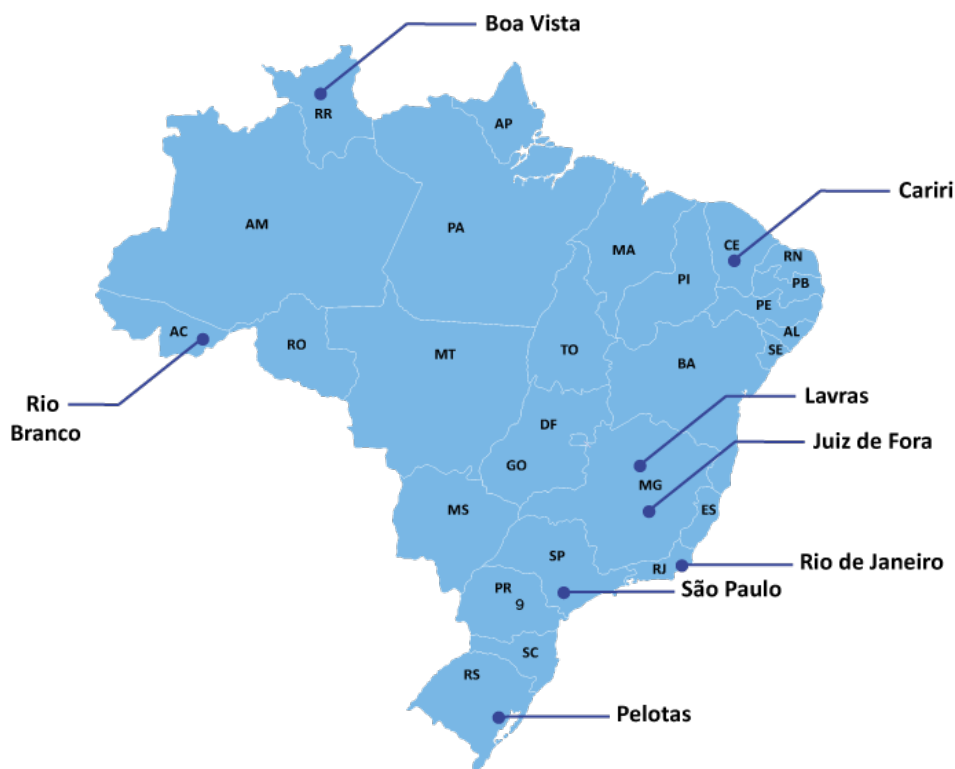 Boa Vista
RR
AP
Cariri
AM
PA
CE
MA
RN
PI
PB
PE
AC
AL
RO
MT
TO
SE
BA
Rio
Branco
Lavras
DF
Juiz de Fora
GO
MG
MS
ES
SP
RJ
Rio de Janeiro
PR
São Paulo
9
SC
RS
Pelotas